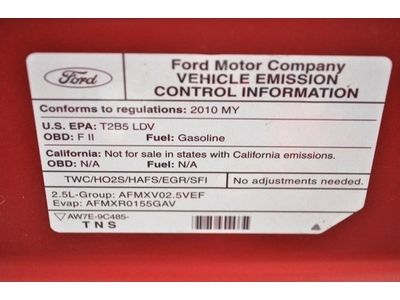 Ford
Ford Motor Company
VEHICLE EMISSION
CONTROL INFORMATION
Conforms to regulations: 2010 MY
U.S. EPA: T2B5 LDV
OBD: F II Fuel: Gasoline
California: Not for sale in states with California emissions.
OBD: N/A Fuel: N/A
TWC/HO2S/HAFS/EGR/SFI No adjustments needed.
2.5L-Group: AFMXV02.5VEF
Evap: AFMXR0155GAV
AW7E-9C485-
TNS